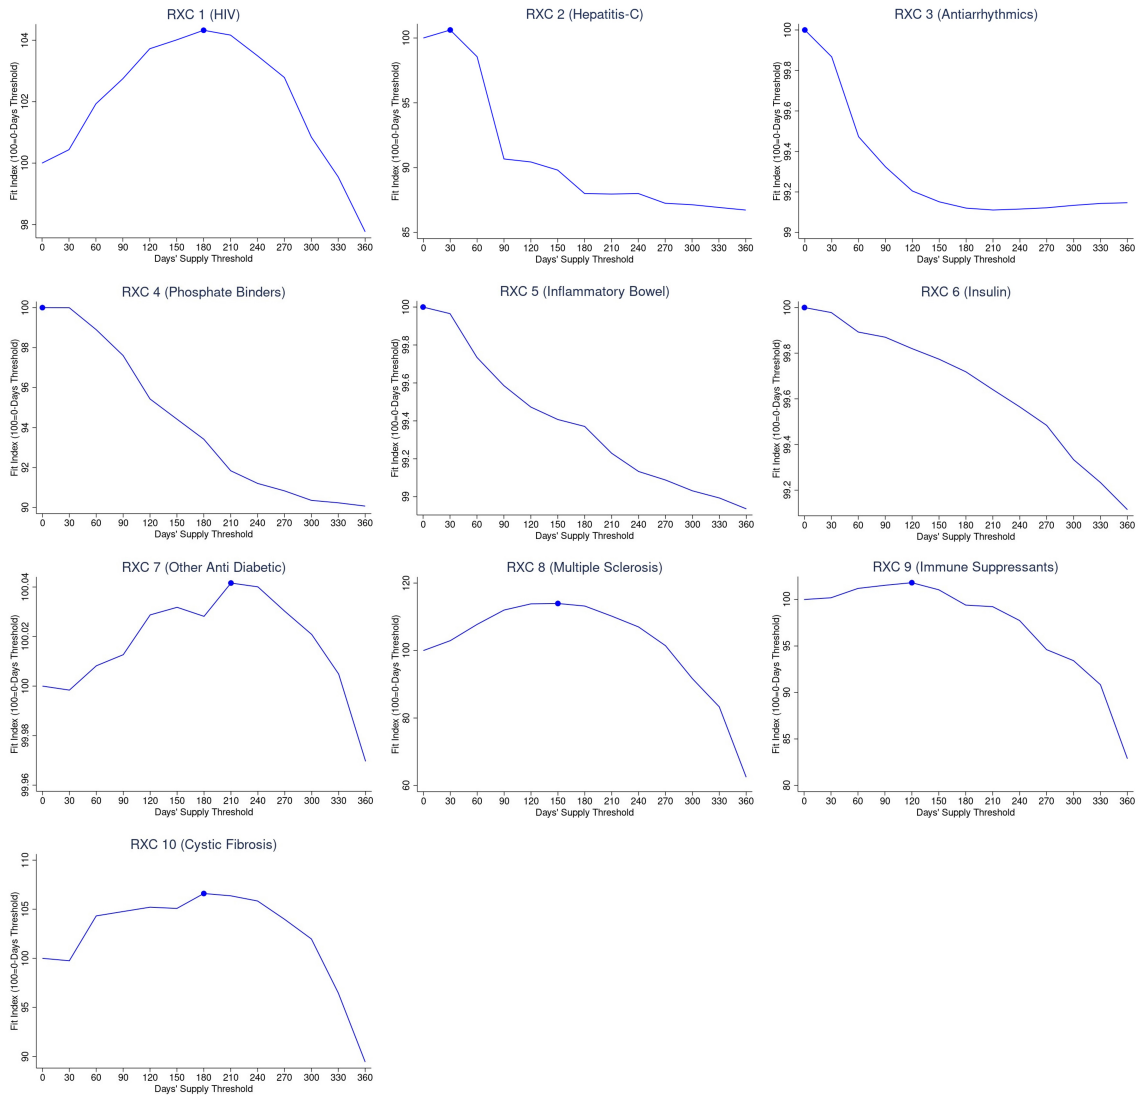 RXC 1 (HIV)
Fit Index (100=0-Days Threshold)
98 100 102 104
0 30 60 90 120 150 180 210 240 270 300 330 360
Days' Supply Threshold
RXC 2 (Hepatitis-C)
Fit Index (100=0-Days Threshold)
85 90 95 100
0 30 60 90 120 150 180 210 240 270 300 330 360
Days' Supply Threshold
RXC 3 (Antiarrhythmics)
Fit Index (100=0-Days Threshold)
99 99.2 99.4 99.6 99.8 100
0 30 60 90 120 150 180 210 240 270 300 330 360
Days' Supply Threshold
RXC 4 (Phosphate Binders)
Fit Index (100=0-Days Threshold)
90 92 94 96 98 100
0 30 60 90 120 150 180 210 240 270 300 330 360
Days' Supply Threshold
RXC 5 (Inflammatory Bowel)
Fit Index (100=0-Days Threshold)
99 99.2 99.4 99.6 99.8 100
0 30 60 90 120 150 180 210 240 270 300 330 360
Days' Supply Threshold
RXC 6 (Insulin)
Fit Index (100=0-Days Threshold)
99.2 99.4 99.6 99.8 100
0 30 60 90 120 150 180 210 240 270 300 330 360
Days' Supply Threshold
RXC 7 (Other Anti Diabetic)
Fit Index (100=0-Days Threshold)
99.96 99.98 100 100.02 100.04
0 30 60 90 120 150 180 210 240 270 300 330 360
Days' Supply Threshold
RXC 8 (Multiple Sclerosis)
Fit Index (100=0-Days Threshold)
60 80 100 120
0 30 60 90 120 150 180 210 240 270 300 330 360
Days' Supply Threshold
RXC 9 (Immune Suppressants)
Fit Index (100=0-Days Threshold)
80 85 90 95 100
0 30 60 90 120 150 180 210 240 270 300 330 360
Days' Supply Threshold
RXC 10 (Cystic Fibrosis)
Fit Index (100=0-Days Threshold)
90 95 100 105 110
0 30 60 90 120 150 180 210 240 270 300 330 360
Days' Supply Threshold